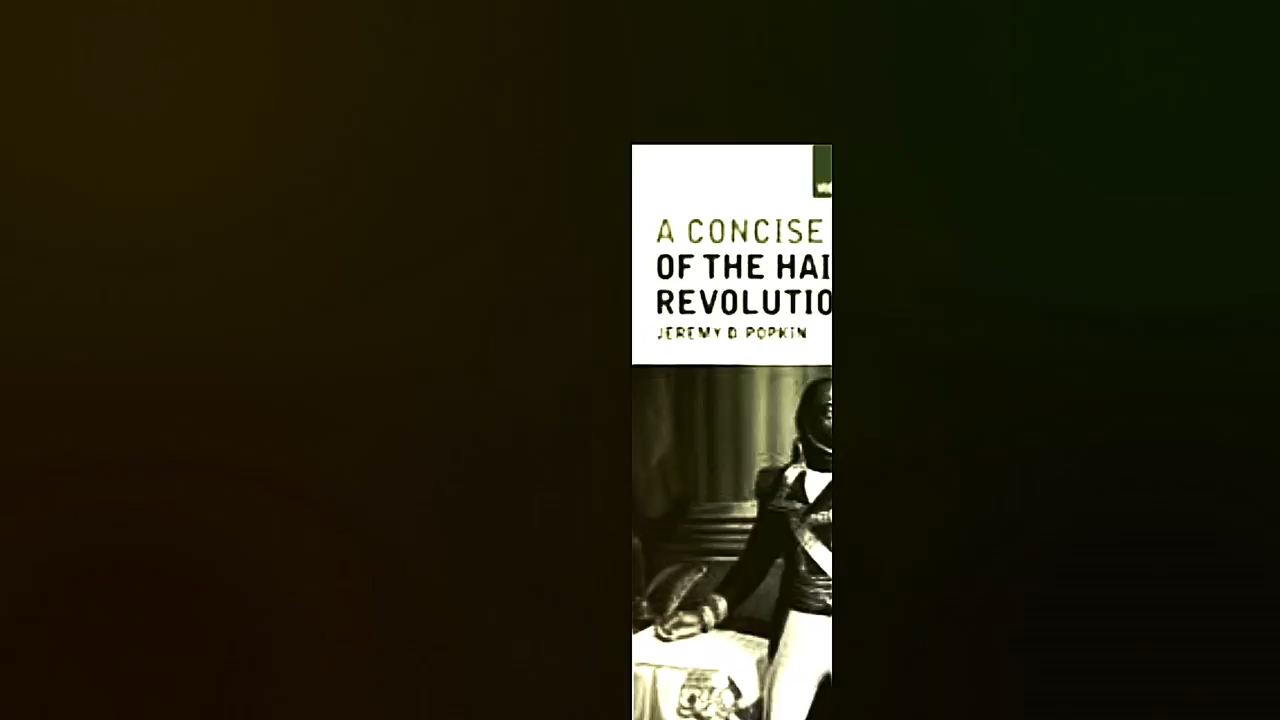 A CONCISE
OF THE HAI
REVOLUTIO
JEREMY D. POPKIN